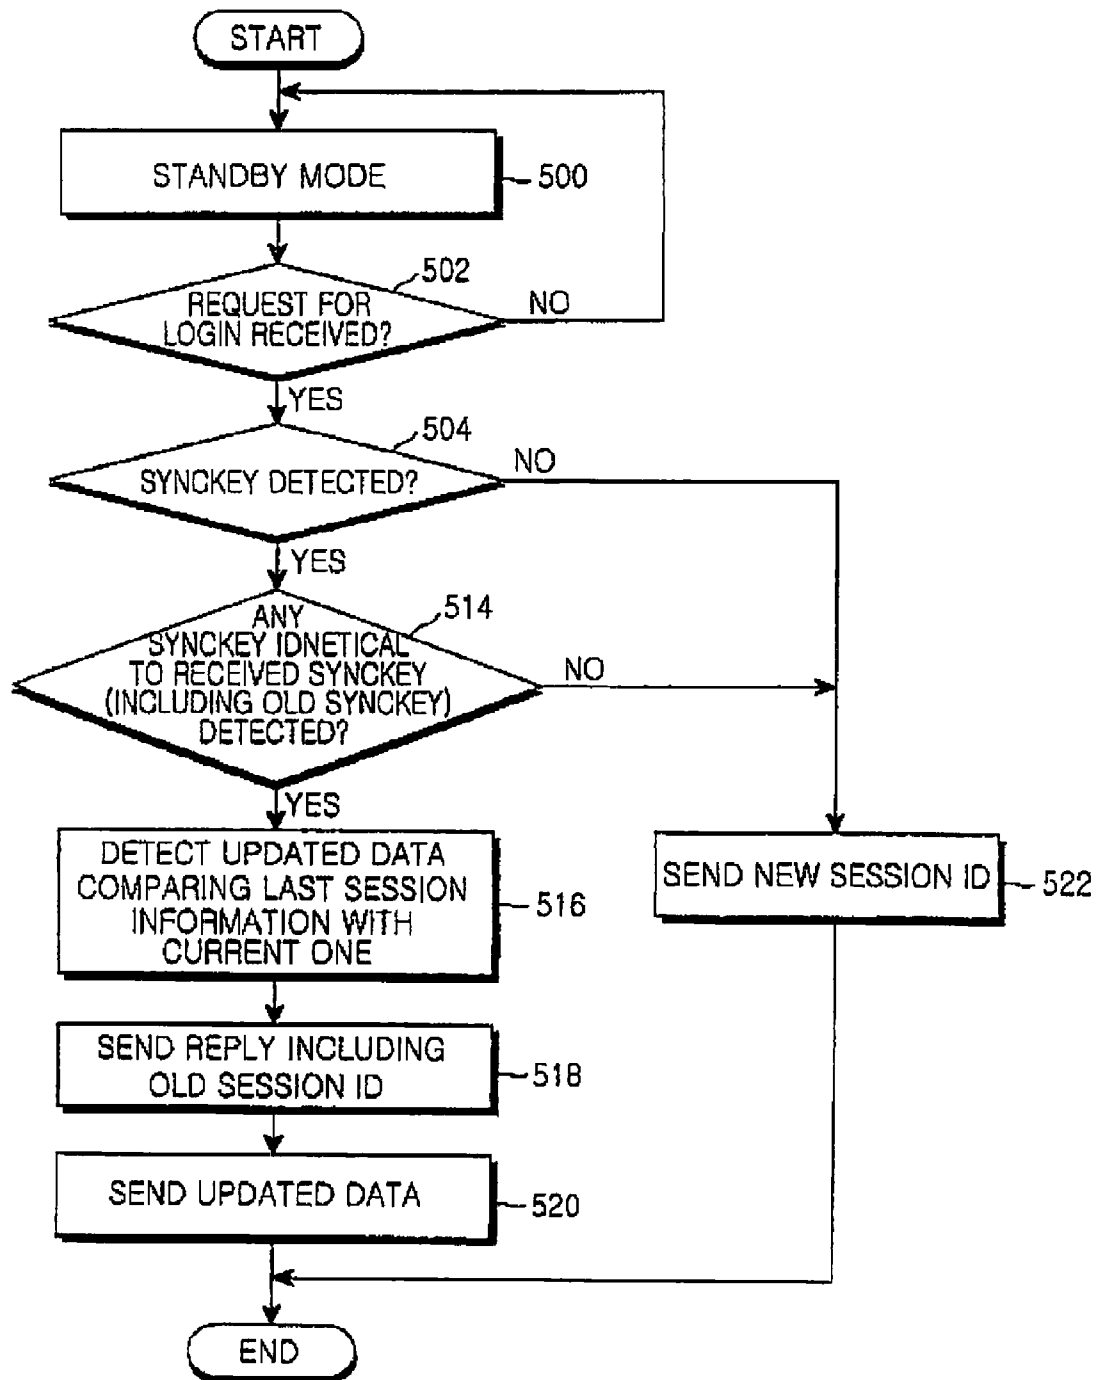 START
STANDBY MODE
500
502
REQUEST FOR
LOGIN RECEIVED?
NO
YES
504
SYNCKEY DETECTED?
NO
YES
514
ANY
SYNCKEY IDNETICAL
TO RECEIVED SYNCKEY
(INCLUDING OLD SYNCKEY)
DETECTED?
NO
YES
DETECT UPDATED DATA
COMPARING LAST SESSION
INFORMATION WITH
CURRENT ONE
516
SEND NEW SESSION ID
522
SEND REPLY INCLUDING
OLD SESSION ID
518
SEND UPDATED DATA
520
END